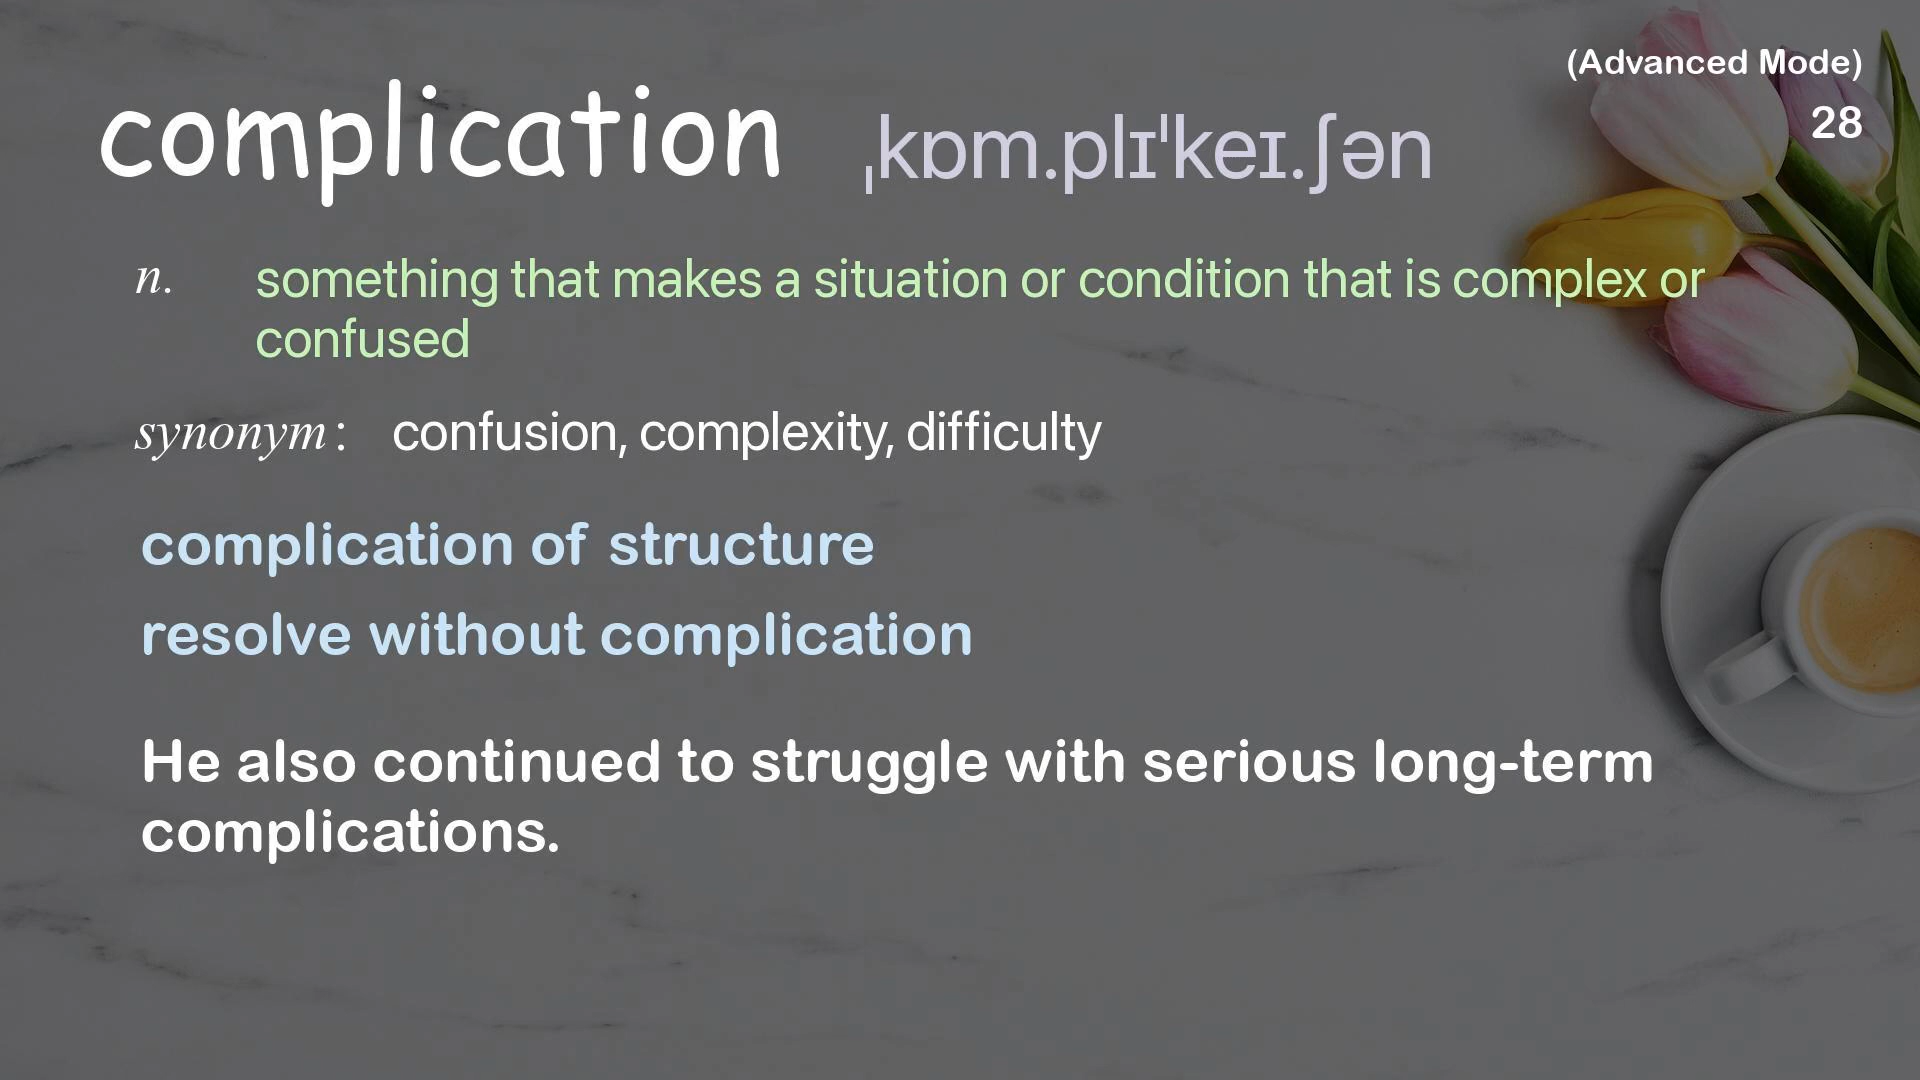 (Advanced Mode)
28
complication ˌkɒm.plɪˈkeɪ.ʃən
n. something that makes a situation or condition that is complex or
confused
synonym: confusion, complexity, difficulty
complication of structure
resolve without complication
He also continued to struggle with serious long-term
complications.